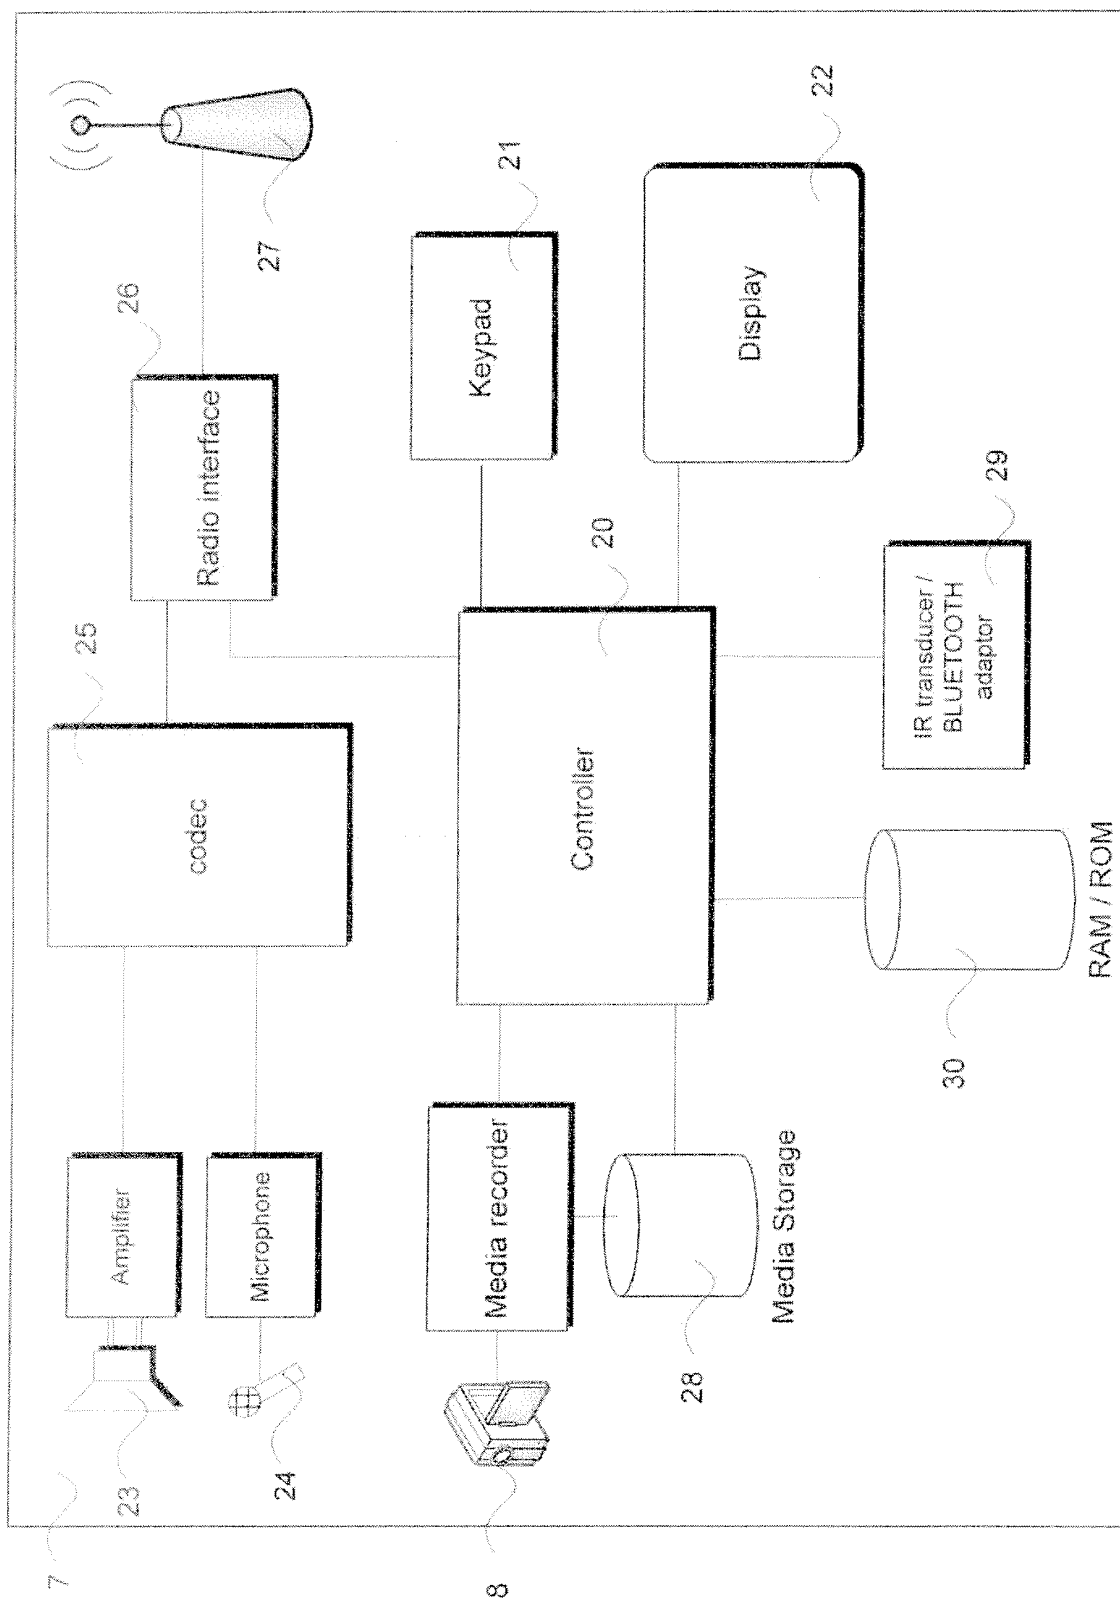 7
23
Amplifier
24
Microphone
codec
25
Radio interface
26
27
8
Media recorder
28
Media Storage
Controller
20
Keypad
21
Display
22
IR transducer /
BLUETOOTH
adaptor
29
30
RAM / ROM